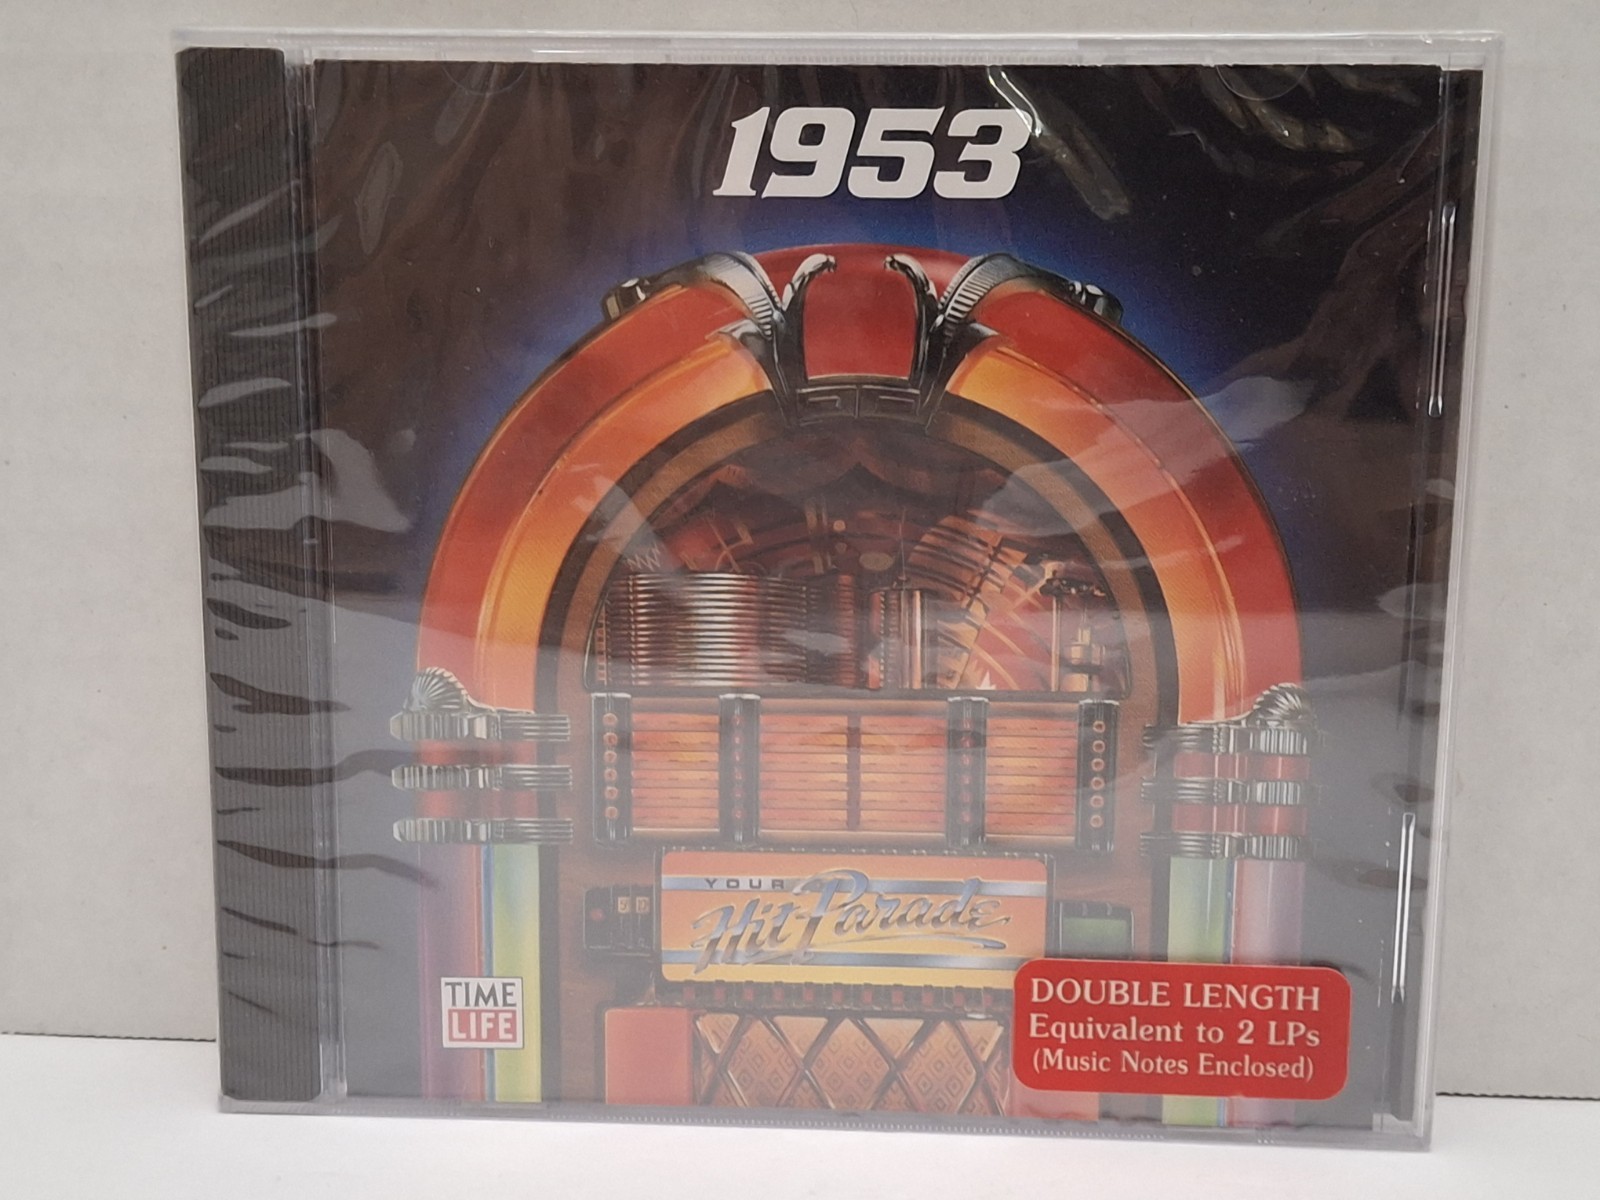 1953
YOUR
Hit Parade
TIME
LIFE
DOUBLE LENGTH
Equivalent to 2 LPs
(Music Notes Enclosed)